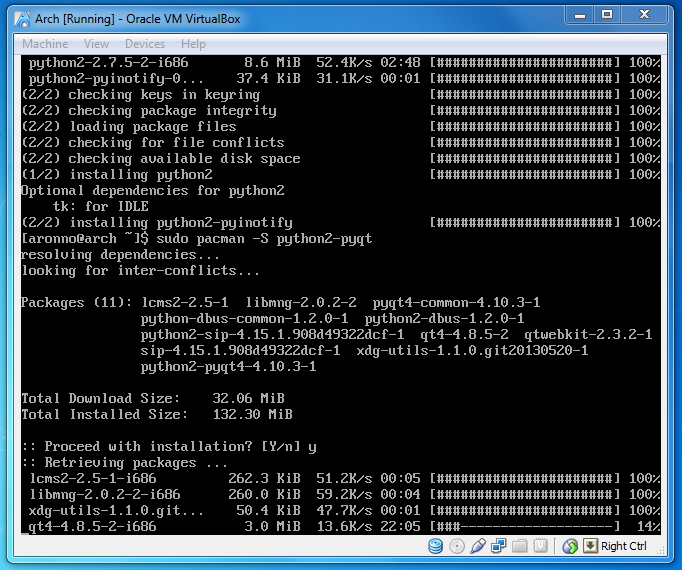 Arch [Running] - Oracle VM VirtualBox
Machine View Devices Help
python2-2.7.5-2-i686 8.6 MiB 52.4K/s 02:48 [######################] 100%
python2-pyinotify-0... 37.4 KiB 31.1K/s 00:01 [######################] 100%
(2/2) checking keys in keyring [######################] 100%
(2/2) checking package integrity [######################] 100%
(2/2) loading package files [######################] 100%
(2/2) checking for file conflicts [######################] 100%
(2/2) checking available disk space [######################] 100%
(1/2) installing python2 [######################] 100%
Optional dependencies for python2
tk: for IDLE
(2/2) installing python2-pyinotify [######################] 100%
[aronno@arch ~]$ sudo pacman -S python2-pyqt
resolving dependencies...
looking for inter-conflicts...
Packages (11): lcms2-2.5-1 libmng-2.0.2-2 pyqt4-common-4.10.3-1
python-dbus-common-1.2.0-1 python2-dbus-1.2.0-1
python2-sip-4.15.1.908d49322dcf-1 qt4-4.8.5-2 qtwebkit-2.3.2-1
sip-4.15.1.908d49322dcf-1 xdg-utils-1.1.0.git20130520-1
python2-pyqt4-4.10.3-1
Total Download Size: 32.06 MiB
Total Installed Size: 132.30 MiB
:: Proceed with installation? [Y/n] y
:: Retrieving packages ...
lcms2-2.5-1-i686 262.3 KiB 51.2K/s 00:05 [######################] 100%
libmng-2.0.2-2-i686 260.0 KiB 59.2K/s 00:04 [######################] 100%
xdg-utils-1.1.0.git... 50.4 KiB 47.7K/s 00:01 [######################] 100%
qt4-4.8.5-2-i686 3.0 MiB 13.6K/s 22:05 [###-------------------] 14%
Right Ctrl